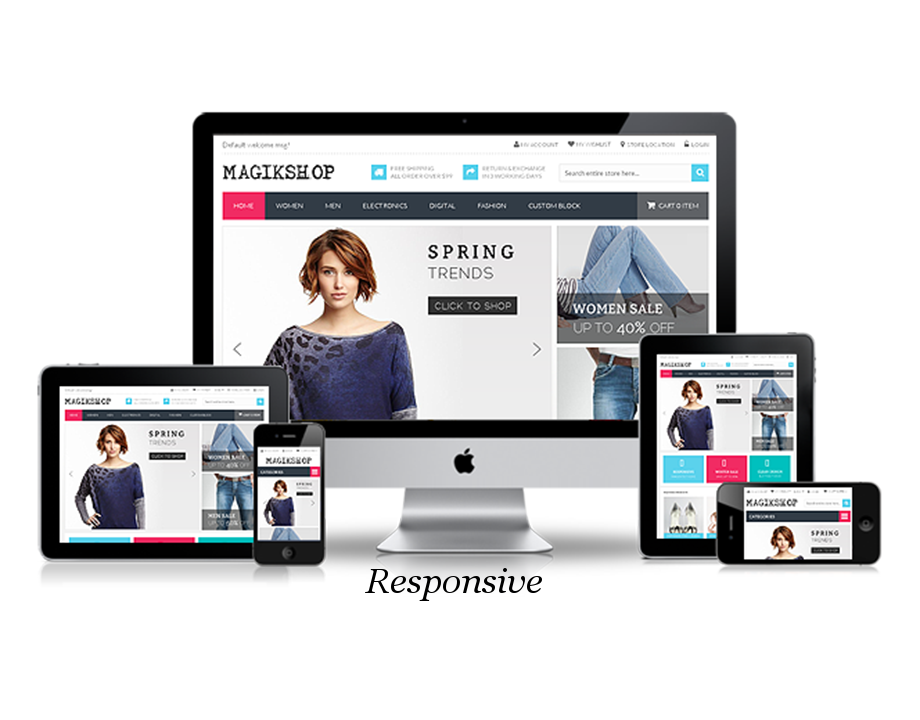 Default welcome msg! MY ACCOUNT MY WISHLIST STORE LOCATION LOGIN
MAGIKSHOP
FREE SHIPPING
ALL ORDER OVER $99
RETURN & EXCHANGE
IN 3 WORKING DAYS
Search entire store here...
HOME WOMEN MEN ELECTRONICS DIGITAL FASHION CUSTOM BLOCK CART 0 ITEM
SPRING
TRENDS
CLICK TO SHOP
WOMEN SALE
UP TO 40% OFF
MAGIKSHOP
SPRING
TRENDS
CLICK TO SHOP
WOMEN SALE
UP TO 40% OFF
MEN SALE
MAGIKSHOP
CATEGORIES
SPRING
TRENDS
MAGIKSHOP
SPRING
TRENDS
WOMEN SALE
MEN SALE
MAGIKSHOP
CATEGORIES
SPRING
TRENDS
CLICK TO SHOP
Responsive